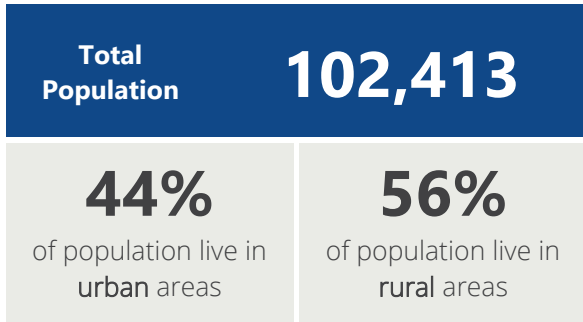 Total
Population
102,413
44%
of population live in
urban areas
56%
of population live in
rural areas